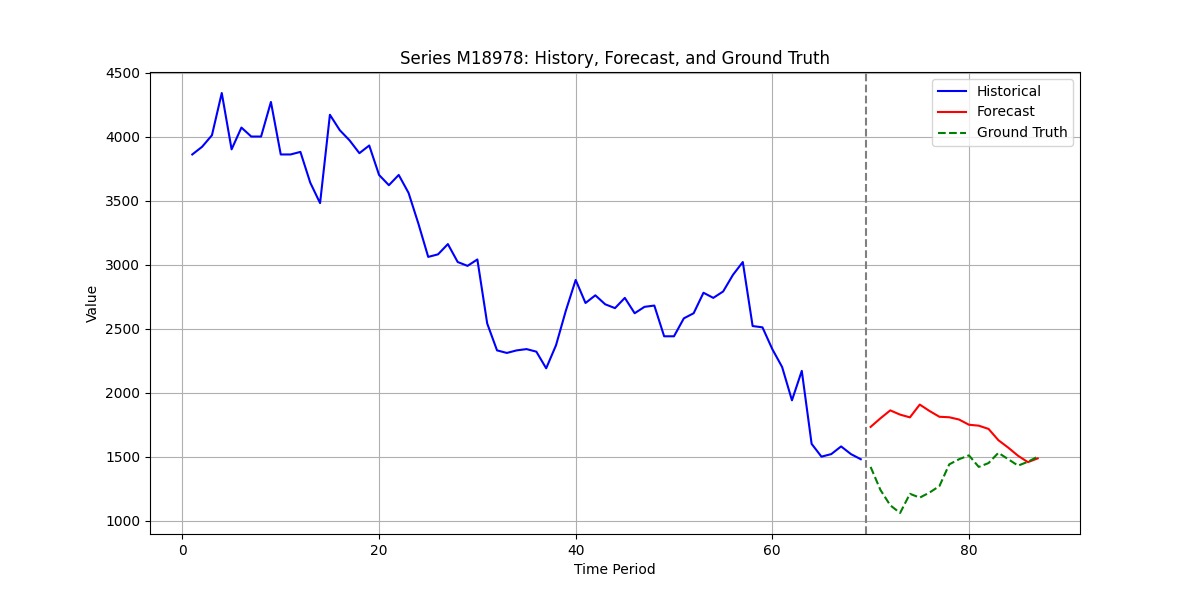 Series M18978: History, Forecast, and Ground Truth
Historical
Forecast
Ground Truth
4500
4000
3500
3000
2500
2000
1500
1000
Value
0 20 40 60 80
Time Period